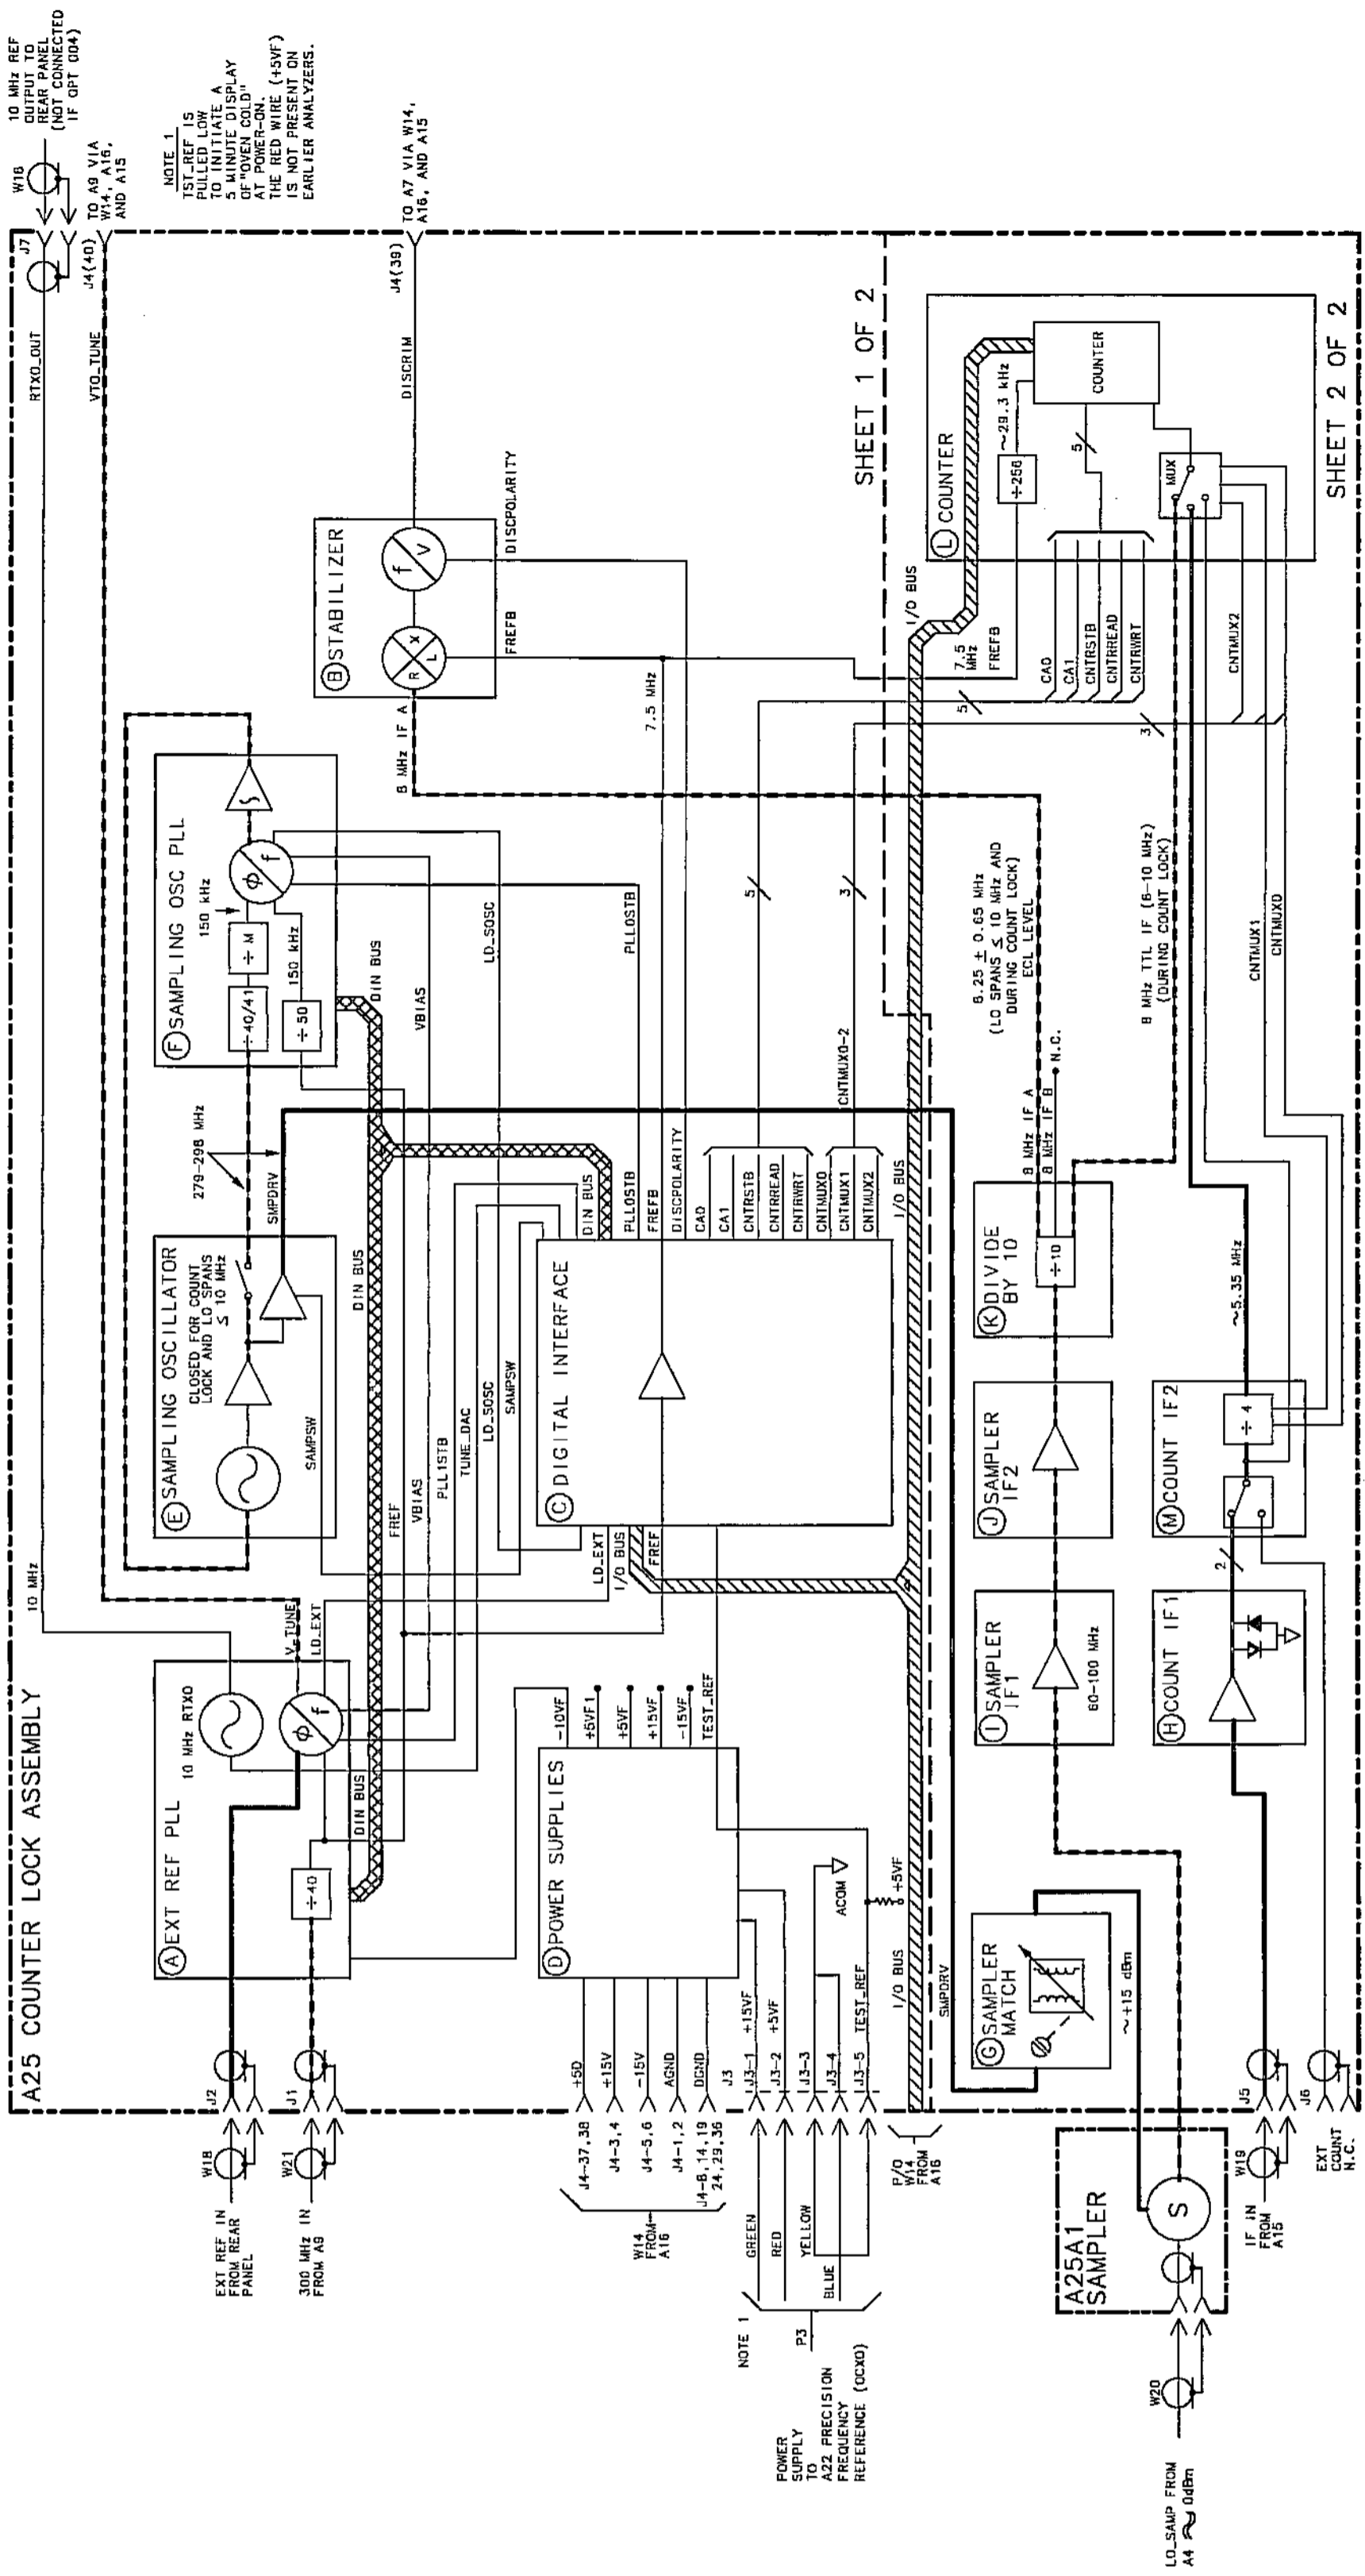 A25 COUNTER LOCK ASSEMBLY
EXT REF IN
FROM REAR
PANEL
W18
J2
300 MHz IN
FROM A9
W21
J1
A EXT REF PLL
10 MHz RTXO
÷40
ϕ
f
DIN BUS
V_TUNE
LD_EXT
10 MHz
RTXO_OUT
J7
W16
10 MHz REF
OUTPUT TO
REAR PANEL
(NOT CONNECTED
IF OPT 004)
VTO_TUNE
J4(40)
TO A9 VIA
W14, A16,
AND A15
NOTE 1
TST_REF IS
PULLED LOW
TO INITIATE A
5 MINUTE DISPLAY
OF "OVEN COLD"
AT POWER-ON.
THE RED WIRE (+5VF)
IS NOT PRESENT ON
EARLIER ANALYZERS.
E SAMPLING OSCILLATOR
CLOSED FOR COUNT
LOCK AND LO SPANS
≤ 10 MHz
SAMPSW
SMPDRV
279-298 MHz
F SAMPLING OSC PLL
÷40/41
÷ M
÷ 50
150 kHz
150 kHz
ϕ
f
∫
DIN BUS
DIN BUS
FREF
VBIAS
PLL1STB
TUNE_DAC
LD_SOSC
SAMPSW
VBIAS
LD_SOSC
PLL0STB
B STABILIZER
R
X
L
f
V
DISCRIM
J4(39)
TO A7 VIA W14,
A16, AND A15
FREFB
DISCPOLARITY
8 MHz IF A
7.5 MHz
C DIGITAL INTERFACE
LD_EXT
I/O BUS
FREF
DIN BUS
PLL0STB
FREFB
DISCPOLARITY
CA0
CA1
CNTRSTB
CNTRREAD
CNTRWRT
CNTMUX0
CNTMUX1
CNTMUX2
I/O BUS
CNTMUX0-2
5
3
D POWER SUPPLIES
-10VF
+5VF1
+5VF
+15VF
-15VF
TEST_REF
+5D
+15V
-15V
AGND
DGND
J4-37,38
J4-3,4
J4-5,6
J4-1,2
J4-8,14,19
24,29,36
W14
FROM
A16
J3
J3-1
+15VF
J3-2
+5VF
J3-3
J3-4
J3-5
TEST_REF
ACOM
+5VF
GREEN
RED
YELLOW
BLUE
NOTE 1
P3
POWER
SUPPLY
TO
A22 PRECISION
FREQUENCY
REFERENCE (OCXO)
P/O
W14
FROM
A16
I/O BUS
SMPDRV
I/O BUS
SHEET 1 OF 2
G SAMPLER
MATCH
~+15 dBm
A25A1
SAMPLER
S
W20
LO_SAMP FROM
A4 ≈ 0dBm
I SAMPLER
IF1
60-100 MHz
J SAMPLER
IF2
K DIVIDE
BY 10
÷10
8 MHz IF A
8 MHz IF B
N.C.
6.25 ± 0.65 MHz
(LO SPANS ≤ 10 MHz AND
DURING COUNT LOCK)
ECL LEVEL
8 MHz TTL IF (6-10 MHz)
(DURING COUNT LOCK)
IF IN
FROM
A15
W19
J5
J6
EXT
COUNT
N.C.
H COUNT IF1
2
M COUNT IF2
÷ 4
~5.35 MHz
CNTMUX1
CNTMUX0
CNTMUX2
5
3
7.5
MHz
FREFB
CA0
CA1
CNTRSTB
CNTRREAD
CNTRWRT
L COUNTER
÷256
~29.3 kHz
5
COUNTER
MUX
SHEET 2 OF 2